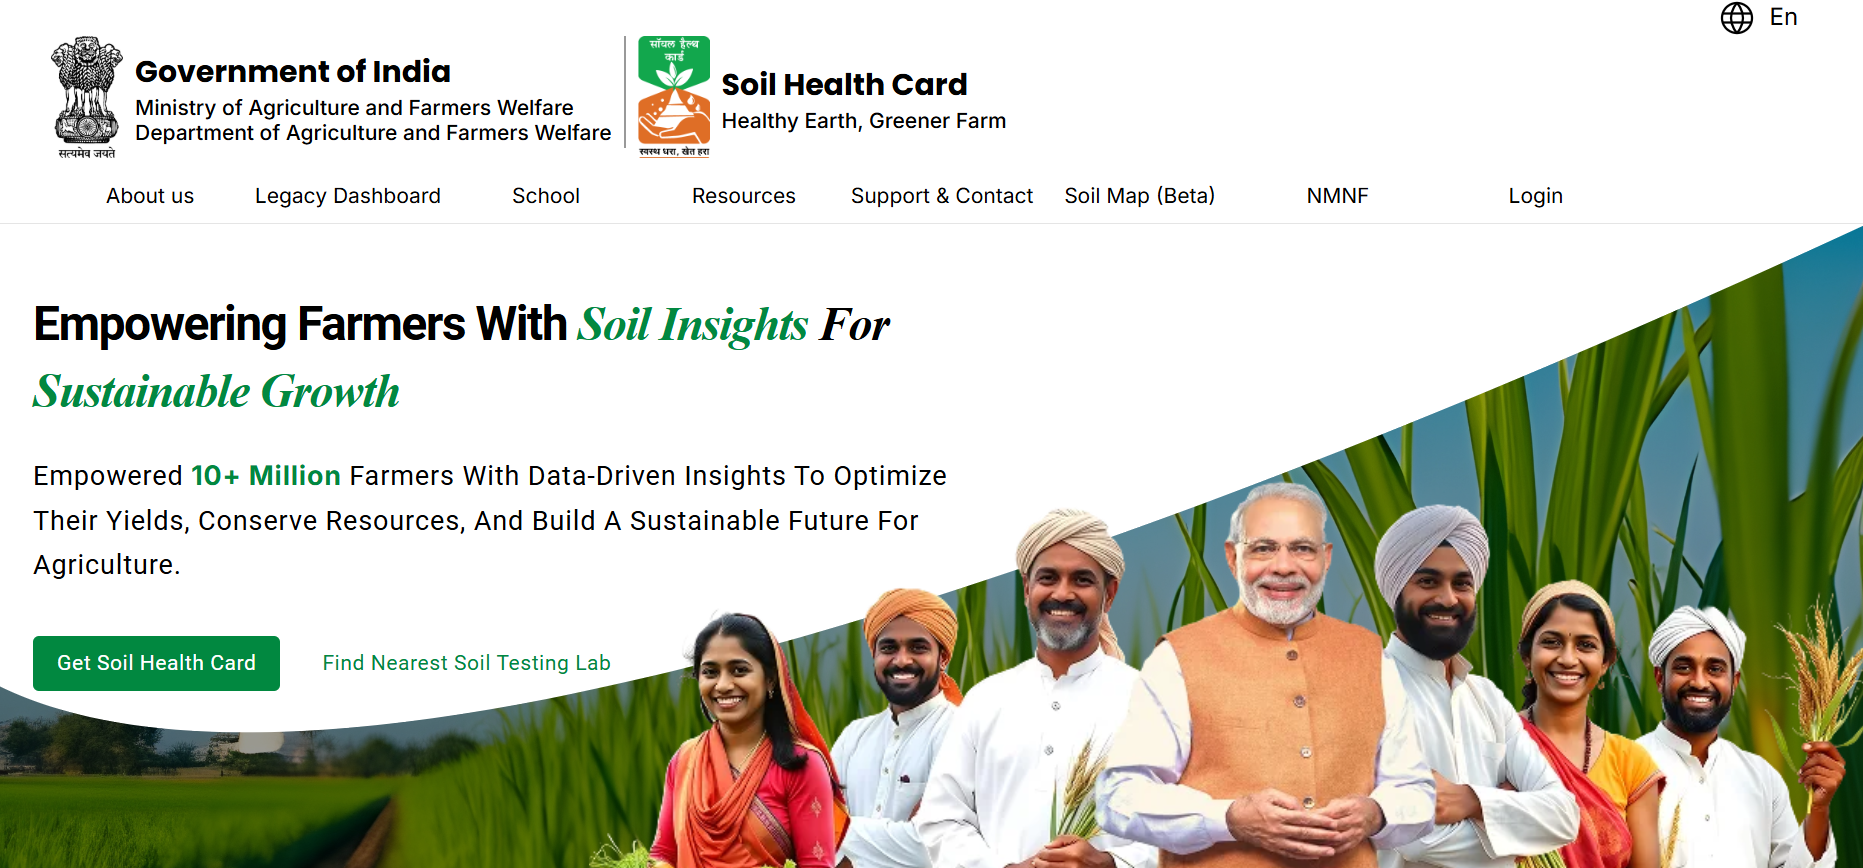 En
Government of India
Ministry of Agriculture and Farmers Welfare
Department of Agriculture and Farmers Welfare
सत्यमेव जयते
सॉयल हैल्थ
कार्ड
स्वस्थ धरा, खेत हरा
Soil Health Card
Healthy Earth, Greener Farm
About us Legacy Dashboard School Resources Support & Contact Soil Map (Beta) NMNF Login
Empowering Farmers With Soil Insights For
Sustainable Growth
Empowered 10+ Million Farmers With Data-Driven Insights To Optimize
Their Yields, Conserve Resources, And Build A Sustainable Future For
Agriculture.
Get Soil Health Card Find Nearest Soil Testing Lab